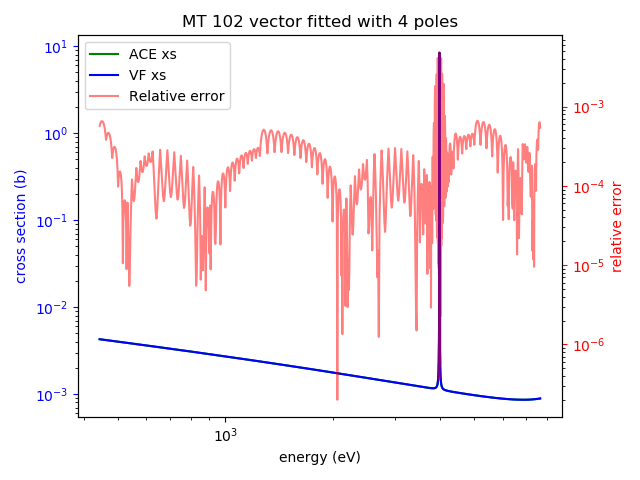 MT 102 vector fitted with 4 poles
ACE xs
VF xs
Relative error
10^1
10^0
10^-1
10^-2
10^-3
cross section (b)
10^-3
10^-4
10^-5
10^-6
relative error
10^3
energy (eV)